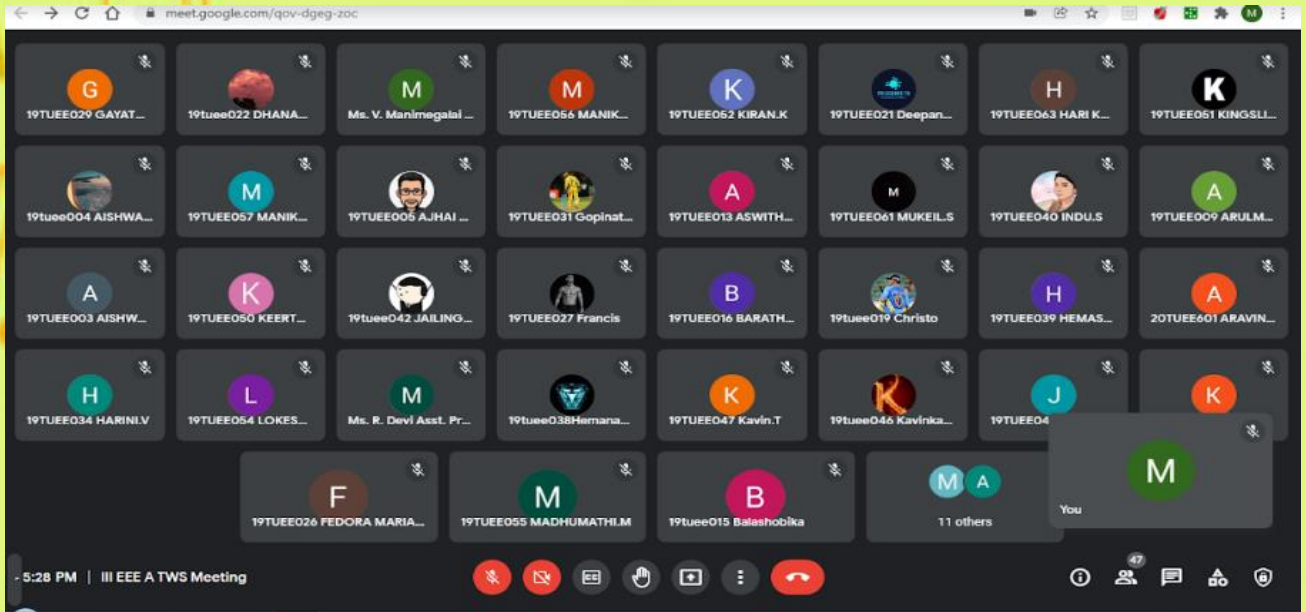 meet.google.com/qov-dgeg-zoc
M
G M M K H K
19TUEE029 GAYAT... 19tuee022 DHANA... Ms. V. Manimegalai ... 19TUEE056 MANIK... 19TUEE052 KIRAN.K 19TUEE021 Deepan... 19TUEE063 HARI K... 19TUEE051 KINGSLI...
M A M A
19tuee004 AISHWA... 19TUEE057 MANIK... 19TUEE005 AJHAI ... 19TUEE031 Gopinat... 19TUEE013 ASWITH... 19TUEE061 MUKEIL.S 19TUEE040 INDU.S 19TUEE009 ARULM...
A K B H A
19TUEE003 AISHW... 19TUEE050 KEERT... 19tuee042 JAILING... 19TUEE027 Francis 19TUEE016 BARATH... 19tuee019 Christo 19TUEE039 HEMAS... 20TUEE601 ARAVIN...
H L M K K J K
19TUEE034 HARINI.V 19TUEE054 LOKES... Ms. R. Devi Asst. Pr... 19tuee038Hemana... 19TUEE047 Kavin.T 19tuee046 Kavinka... 19TUEE04
F M B M A M
19TUEE026 FEDORA MARIA... 19TUEE055 MADHUMATHI.M 19tuee015 Balashobika 11 others You
- 5:28 PM | III EEE A TWS Meeting CC 47